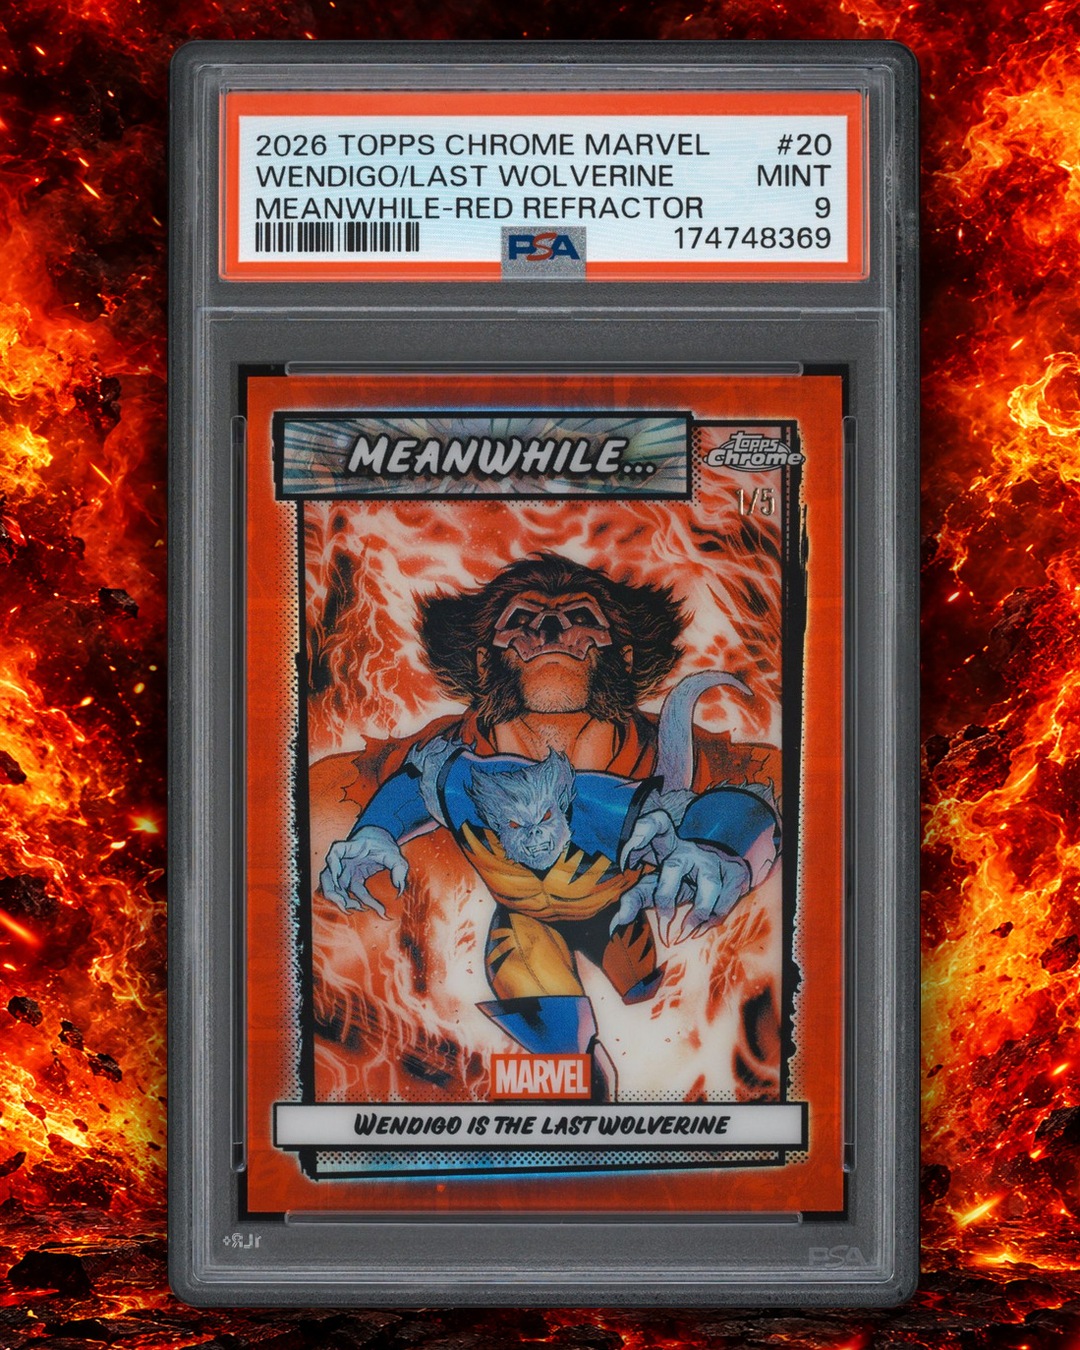 2026 TOPPS CHROME MARVEL #20
WENDIGO/LAST WOLVERINE MINT
MEANWHILE-RED REFRACTOR 9
174748369
PSA
MEANWHILE...
topps
Chrome
1/5
MARVEL
WENDIGO IS THE LAST WOLVERINE
PSA